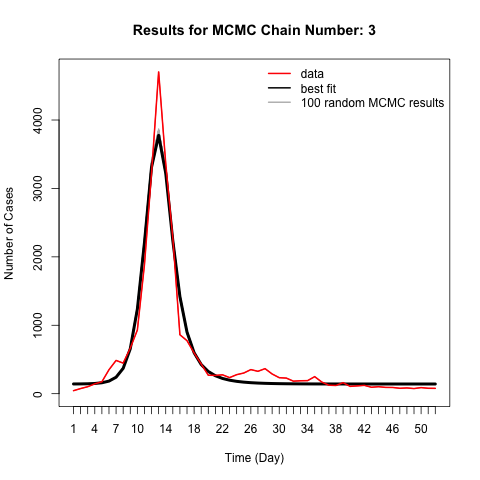 Results for MCMC Chain Number: 3
data
best fit
100 random MCMC results
Number of Cases
4000
3000
2000
1000
0
1 4 7 10 14 18 22 26 30 34 38 42 46 50
Time (Day)